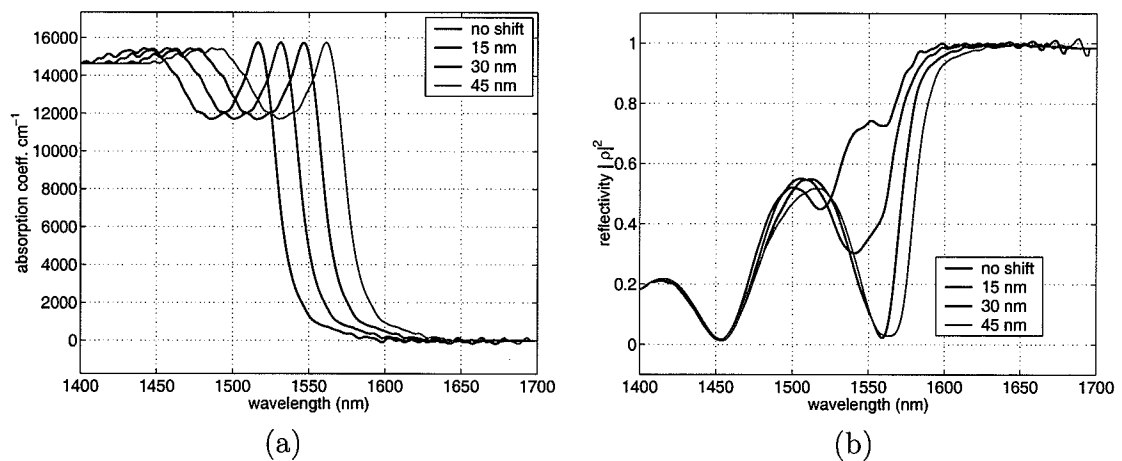 absorption coeff. cm⁻¹
16000
14000
12000
10000
8000
6000
4000
2000
0
no shift
15 nm
30 nm
45 nm
1400 1450 1500 1550 1600 1650 1700
wavelength (nm)
(a)
reflectivity |ρ|²
1
0.8
0.6
0.4
0.2
0
no shift
15 nm
30 nm
45 nm
1400 1450 1500 1550 1600 1650 1700
wavelength (nm)
(b)